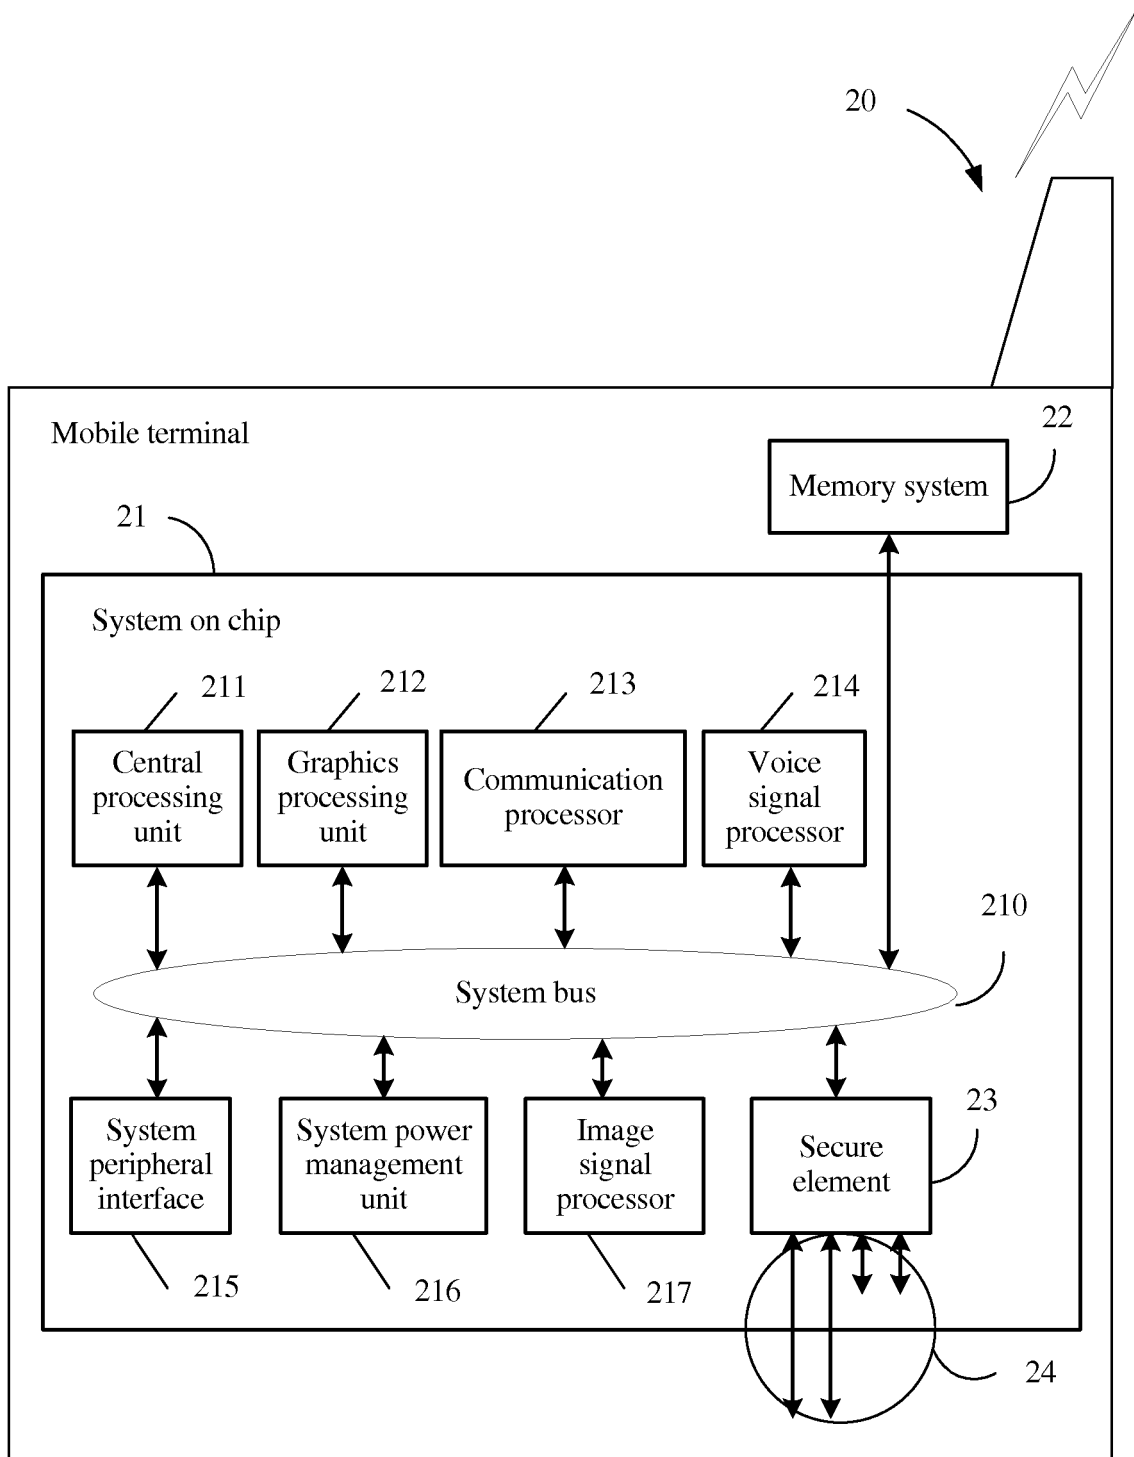 20
Mobile terminal
22
Memory system
21
System on chip
211
212
213
214
Central
processing
unit
Graphics
processing
unit
Communication
processor
Voice
signal
processor
210
System bus
23
System
peripheral
interface
System power
management
unit
Image
signal
processor
Secure
element
215
216
217
24